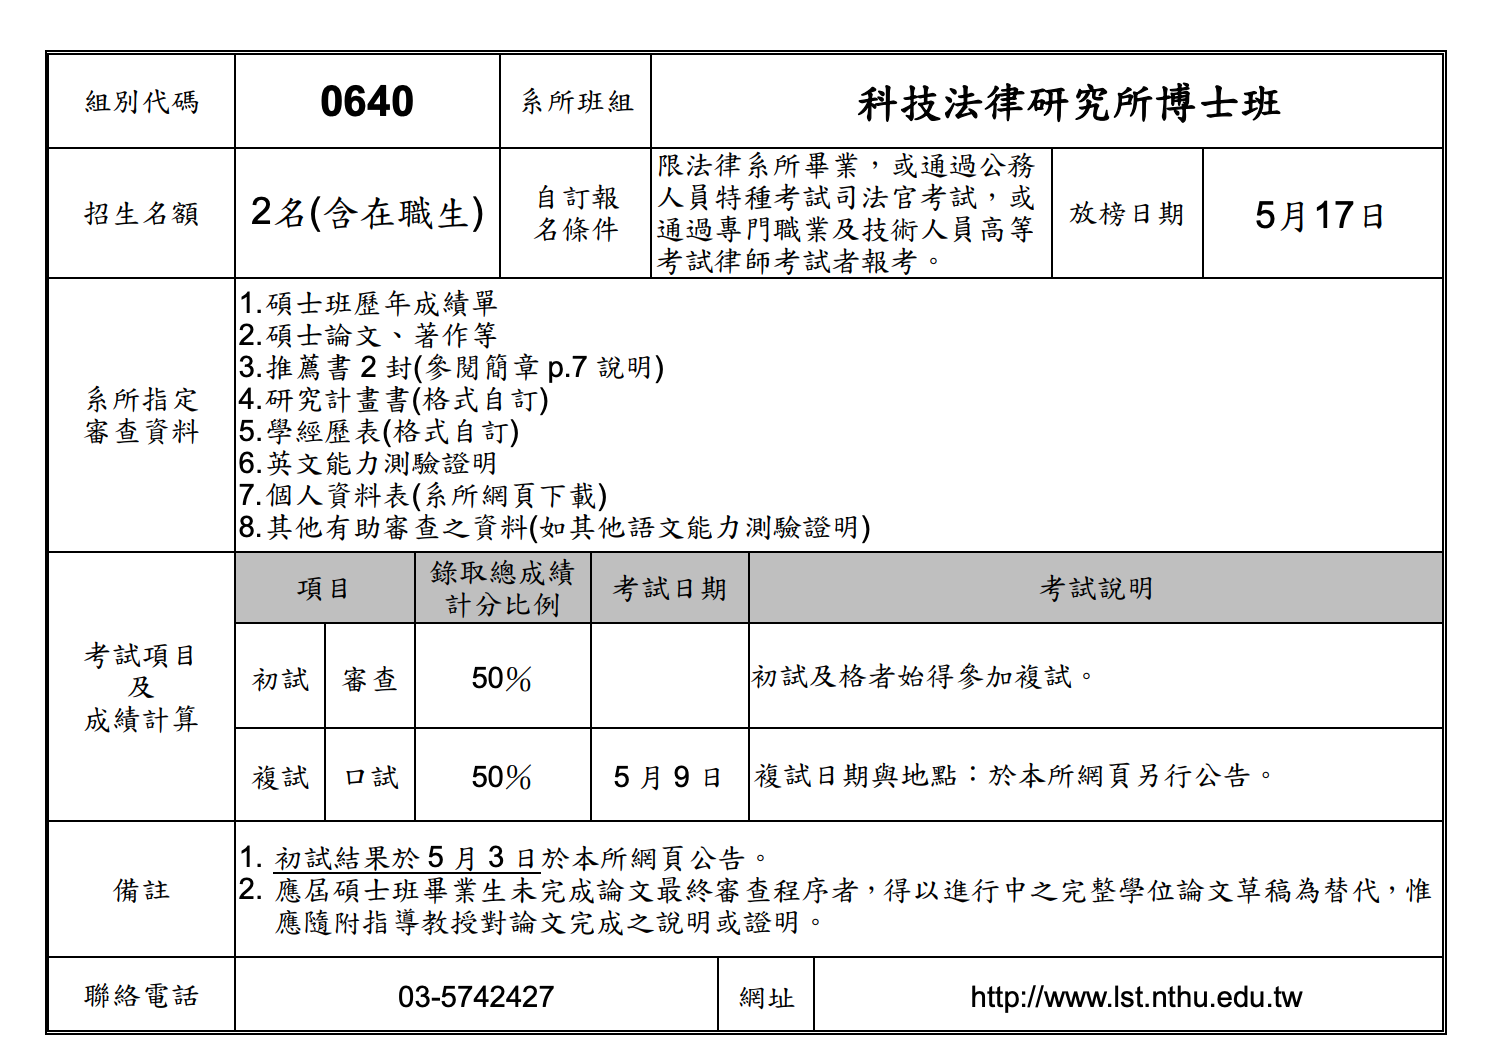 組別代碼 0640 系所班組 科技法律研究所博士班
招生名額 2名(含在職生) 自訂報
名條件 限法律系所畢業，或通過公務
人員特種考試司法官考試，或
通過專門職業及技術人員高等
考試律師考試者報考。 放榜日期 5月17日
系所指定
審查資料
1.碩士班歷年成績單
2.碩士論文、著作等
3.推薦書 2 封(參閱簡章 p.7 說明)
4.研究計畫書(格式自訂)
5.學經歷表(格式自訂)
6.英文能力測驗證明
7.個人資料表(系所網頁下載)
8.其他有助審查之資料(如其他語文能力測驗證明)
考試項目
及
成績計算
項目 錄取總成績
計分比例 考試日期 考試說明
初試 審查 50% 初試及格者始得參加複試。
複試 口試 50% 5 月 9 日 複試日期與地點：於本所網頁另行公告。
備註
1. 初試結果於 5 月 3 日於本所網頁公告。
2. 應屆碩士班畢業生未完成論文最終審查程序者，得以進行中之完整學位論文草稿為替代，惟
應隨附指導教授對論文完成之說明或證明。
聯絡電話 03-5742427 網址 http://www.lst.nthu.edu.tw